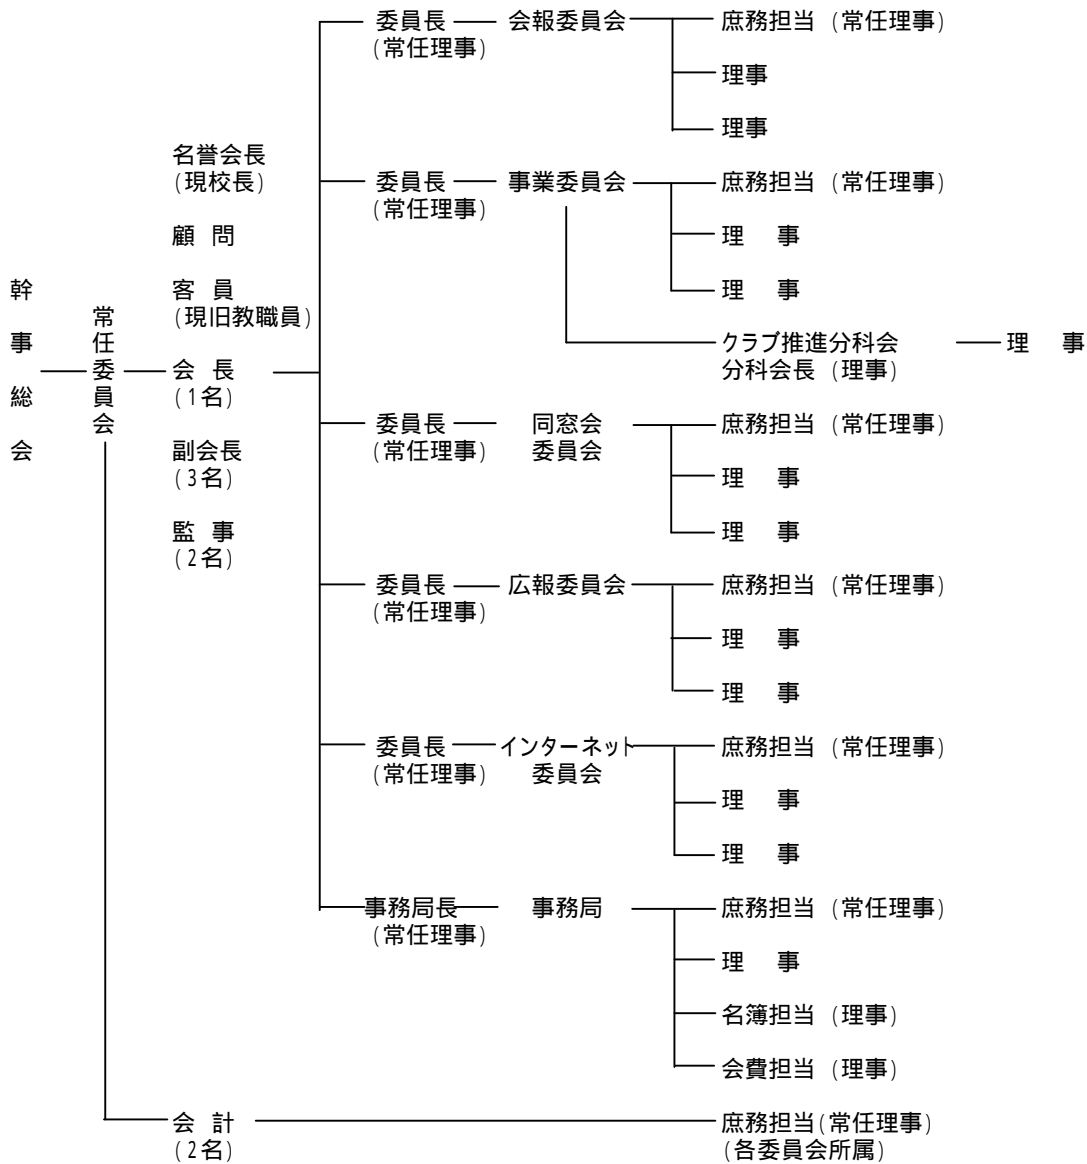 幹事総会
常任委員会
名誉会長
(現校長)
顧 問
客 員
(現旧教職員)
会 長
(1名)
副会長
(3名)
監 事
(2名)
委員長
(常任理事)
会報委員会
庶務担当 (常任理事)
理事
理事
委員長
(常任理事)
事業委員会
庶務担当 (常任理事)
理 事
理 事
クラブ推進分科会
分科会長 (理事)
理 事
委員長
(常任理事)
同窓会
委員会
庶務担当 (常任理事)
理 事
理 事
委員長
(常任理事)
広報委員会
庶務担当 (常任理事)
理 事
理 事
委員長
(常任理事)
インターネット
委員会
庶務担当 (常任理事)
理 事
理 事
事務局長
(常任理事)
事務局
庶務担当 (常任理事)
理 事
名簿担当 (理事)
会費担当 (理事)
会 計
(2名)
庶務担当(常任理事)
(各委員会所属)